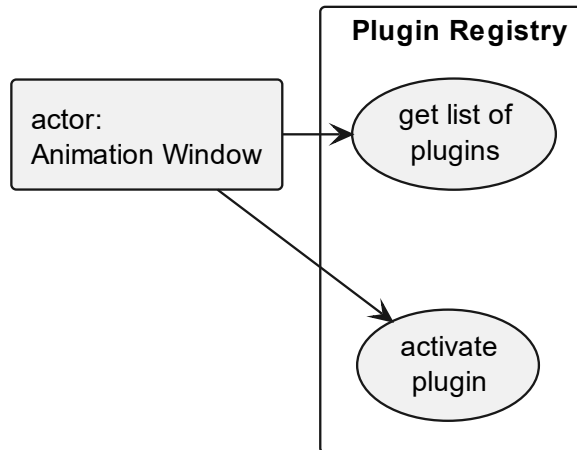 Plugin Registry
actor:
Animation Window
get list of
plugins
activate
plugin